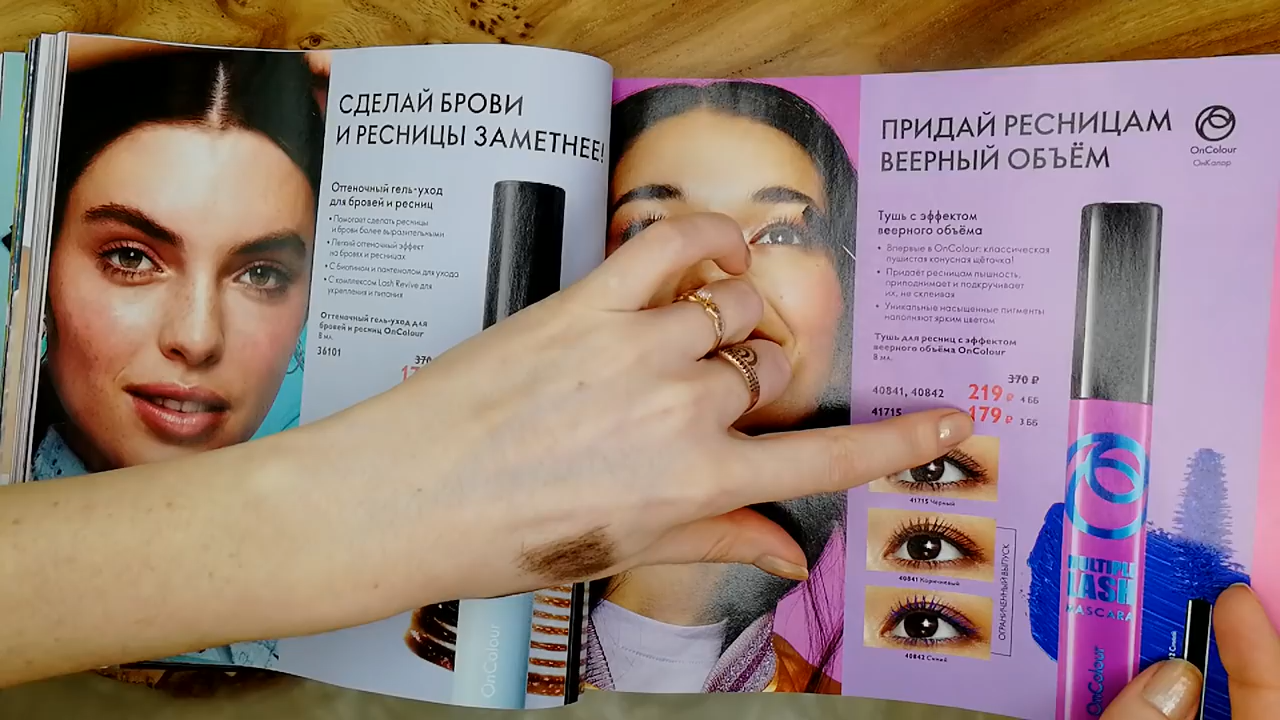 СДЕЛАЙ БРОВИ
И РЕСНИЦЫ ЗАМЕТНЕЕ!
Оттеночный гель-уход
для бровей и ресниц
• Помогает сделать ресницы
и брови более выразительными
• Легкий оттеночный эффект
на бровях и ресницах
• С биотином и пантенолом для ухода
• С комплексом Lash Revive для
укрепления и питания
Оттеночный гель-уход для
бровей и ресниц OnColour
8 мл.
36101
370
OnColour
ПРИДАЙ РЕСНИЦАМ
ВЕЕРНЫЙ ОБЪЁМ
OnColour
ОнКолор
Тушь с эффектом
веерного объёма
• Впервые в OnColour: классическая
пушистая конусная щёточка!
• Придаёт ресницам пышность,
приподнимает и подкручивает
их, не склеивая
• Уникальные насыщенные пигменты
наполняют ярким цветом
Тушь для ресниц с эффектом
веерного объёма OnColour
8 мл.
370 ₽
40841, 40842 219 ₽ 4 ББ
41715 179 ₽ 3 ББ
41715 Чёрный
40841 Коричневый
40842 Синий
ОГРАНИЧЕННЫЙ ВЫПУСК
MULTIPLE
LASH
MASCARA
OnColour